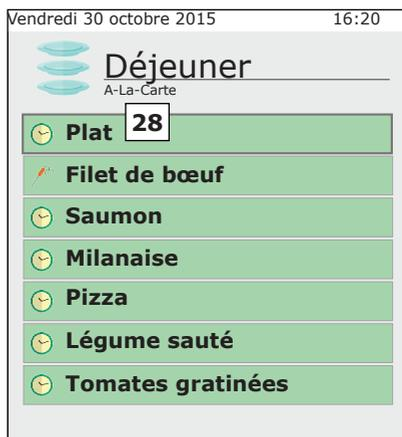 Vendredi 30 octobre 2015 16:20
Déjeuner
A-La-Carte
Plat 28
Filet de bœuf
Saumon
Milanaise
Pizza
Légume sauté
Tomates gratinées